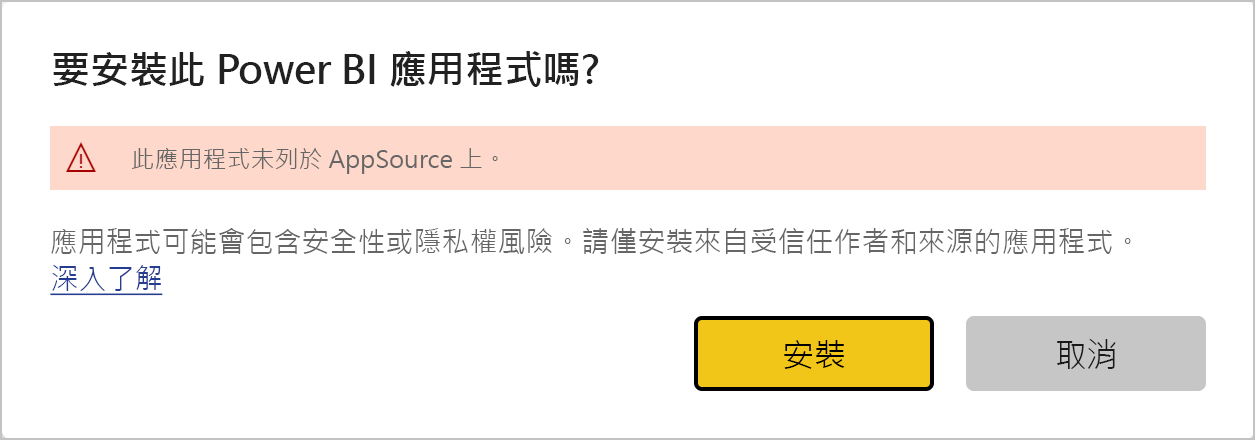 要安裝此 Power BI 應用程式嗎?
此應用程式未列於 AppSource 上。
應用程式可能會包含安全性或隱私權風險。請僅安裝來自受信任作者和來源的應用程式。
深入了解
安裝
取消